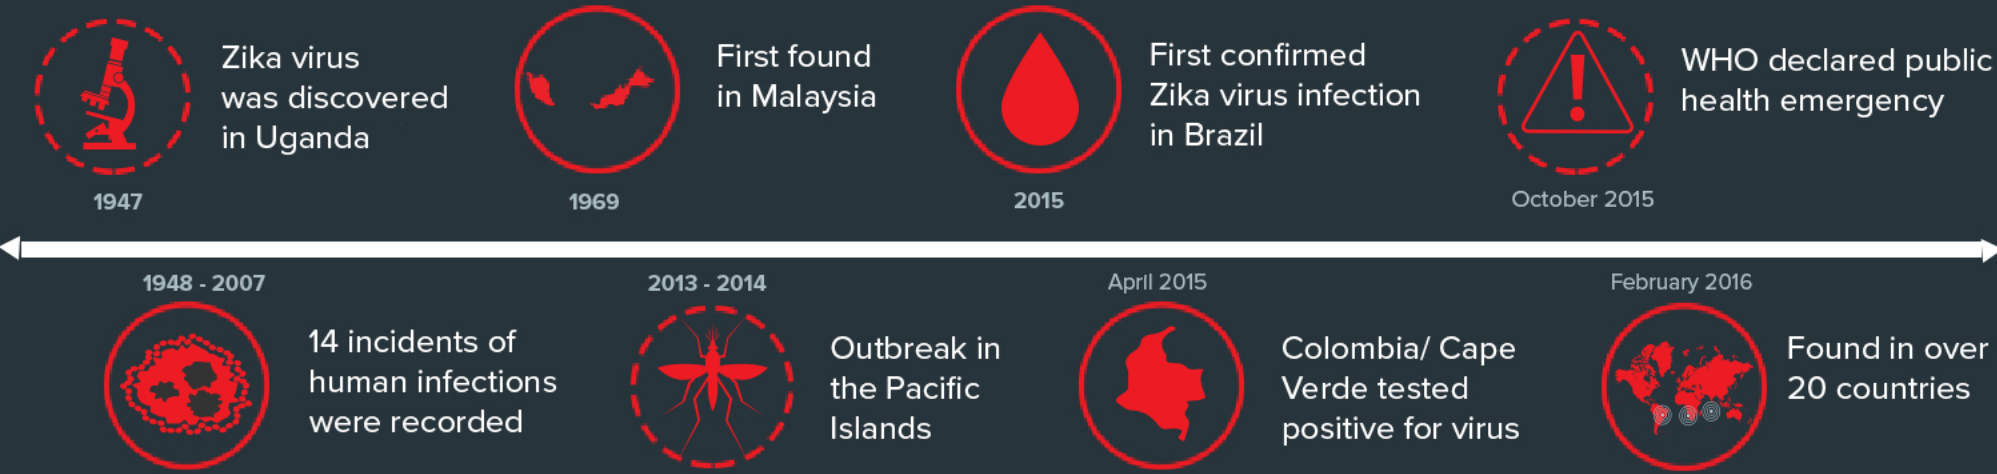 Zika virus
was discovered
in Uganda
1947
First found
in Malaysia
1969
First confirmed
Zika virus infection
in Brazil
2015
WHO declared public
health emergency
October 2015
1948 - 2007
14 incidents of
human infections
were recorded
2013 - 2014
Outbreak in
the Pacific
Islands
April 2015
Colombia/ Cape
Verde tested
positive for virus
February 2016
Found in over
20 countries